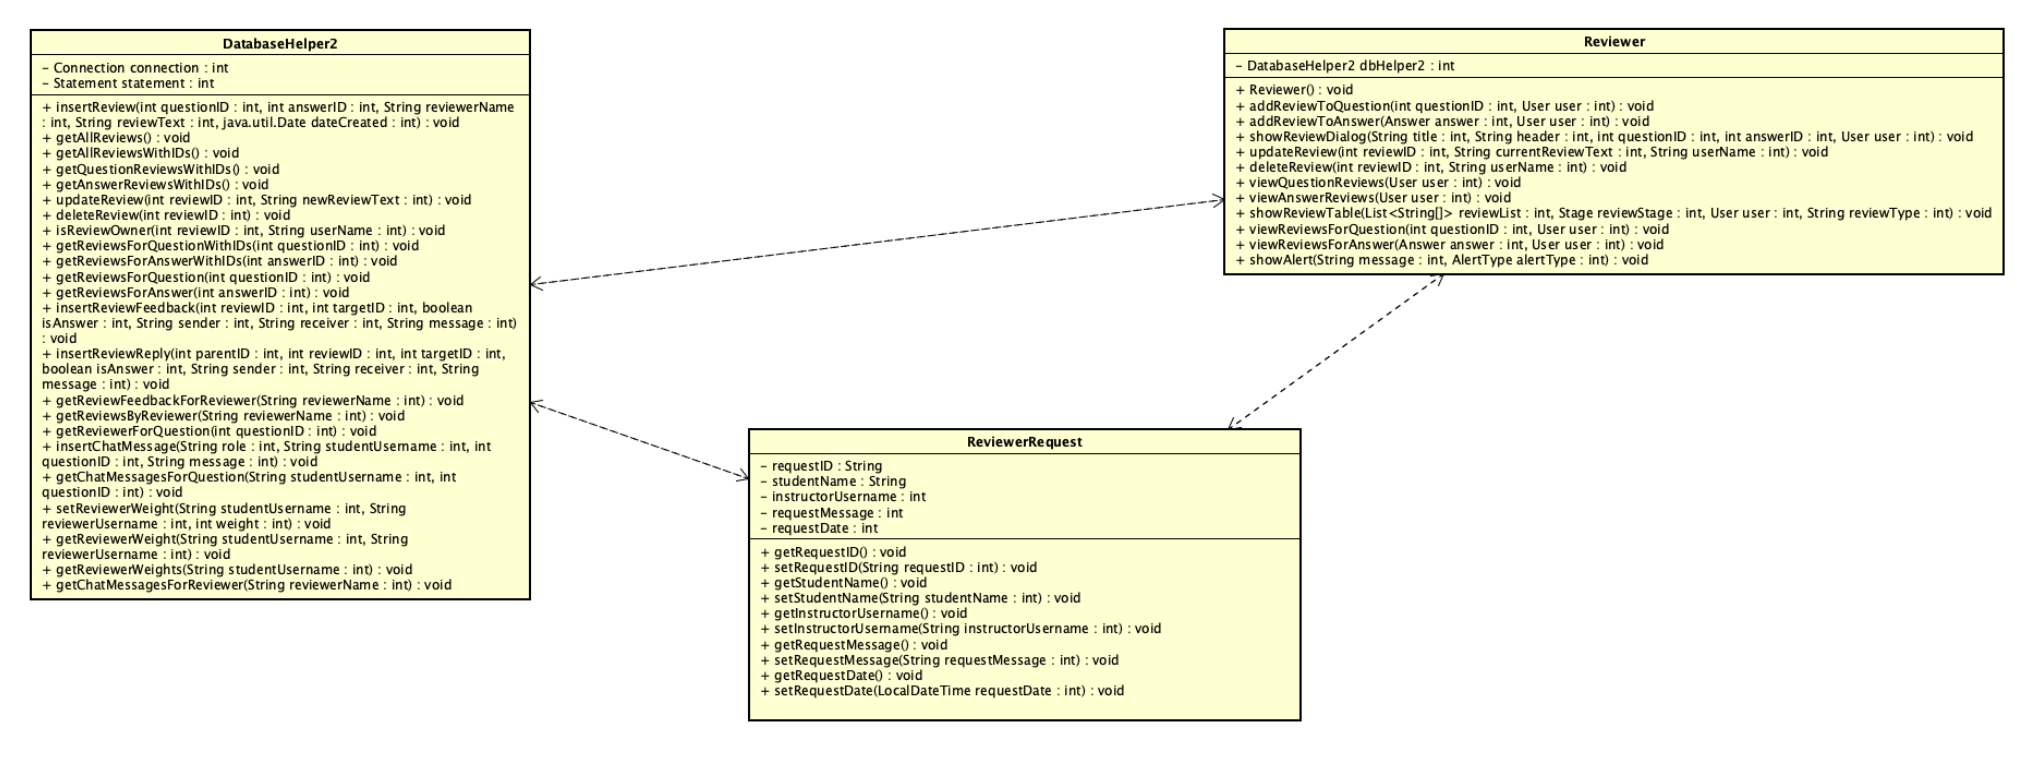 DatabaseHelper2
– Connection connection : int
– Statement statement : int
+ insertReview(int questionID : int, int answerID : int, String reviewerName
: int, String reviewText : int, java.util.Date dateCreated : int) : void
+ getAllReviews() : void
+ getAllReviewsWithIDs() : void
+ getQuestionReviewsWithIDs() : void
+ getAnswerReviewsWithIDs() : void
+ updateReview(int reviewID : int, String newReviewText : int) : void
+ deleteReview(int reviewID : int) : void
+ isReviewOwner(int reviewID : int, String userName : int) : void
+ getReviewsForQuestionWithIDs(int questionID : int) : void
+ getReviewsForAnswerWithIDs(int answerID : int) : void
+ getReviewsForQuestion(int questionID : int) : void
+ getReviewsForAnswer(int answerID : int) : void
+ insertReviewFeedback(int reviewID : int, int targetID : int, boolean
isAnswer : int, String sender : int, String receiver : int, String message : int)
: void
+ insertReviewReply(int parentID : int, int reviewID : int, int targetID : int,
boolean isAnswer : int, String sender : int, String receiver : int, String
message : int) : void
+ getReviewFeedbackForReviewer(String reviewerName : int) : void
+ getReviewsByReviewer(String reviewerName : int) : void
+ getReviewerForQuestion(int questionID : int) : void
+ insertChatMessage(String role : int, String studentUsername : int, int
questionID : int, String message : int) : void
+ getChatMessagesForQuestion(String studentUsername : int, int
questionID : int) : void
+ setReviewerWeight(String studentUsername : int, String
reviewerUsername : int, int weight : int) : void
+ getReviewerWeight(String studentUsername : int, String
reviewerUsername : int) : void
+ getReviewerWeights(String studentUsername : int) : void
+ getChatMessagesForReviewer(String reviewerName : int) : void
Reviewer
– DatabaseHelper2 dbHelper2 : int
+ Reviewer() : void
+ addReviewToQuestion(int questionID : int, User user : int) : void
+ addReviewToAnswer(Answer answer : int, User user : int) : void
+ showReviewDialog(String title : int, String header : int, int questionID : int, int answerID : int, User user : int) : void
+ updateReview(int reviewID : int, String currentReviewText : int, String userName : int) : void
+ deleteReview(int reviewID : int, String userName : int) : void
+ viewQuestionReviews(User user : int) : void
+ viewAnswerReviews(User user : int) : void
+ showReviewTable(List<String[]> reviewList : int, Stage reviewStage : int, User user : int, String reviewType : int) : void
+ viewReviewsForQuestion(int questionID : int, User user : int) : void
+ viewReviewsForAnswer(Answer answer : int, User user : int) : void
+ showAlert(String message : int, AlertType alertType : int) : void
ReviewerRequest
– requestID : String
– studentName : String
– instructorUsername : int
– requestMessage : int
– requestDate : int
+ getRequestID() : void
+ setRequestID(String requestID : int) : void
+ getStudentName() : void
+ setStudentName(String studentName : int) : void
+ getInstructorUsername() : void
+ setInstructorUsername(String instructorUsername : int) : void
+ getRequestMessage() : void
+ setRequestMessage(String requestMessage : int) : void
+ getRequestDate() : void
+ setRequestDate(LocalDateTime requestDate : int) : void